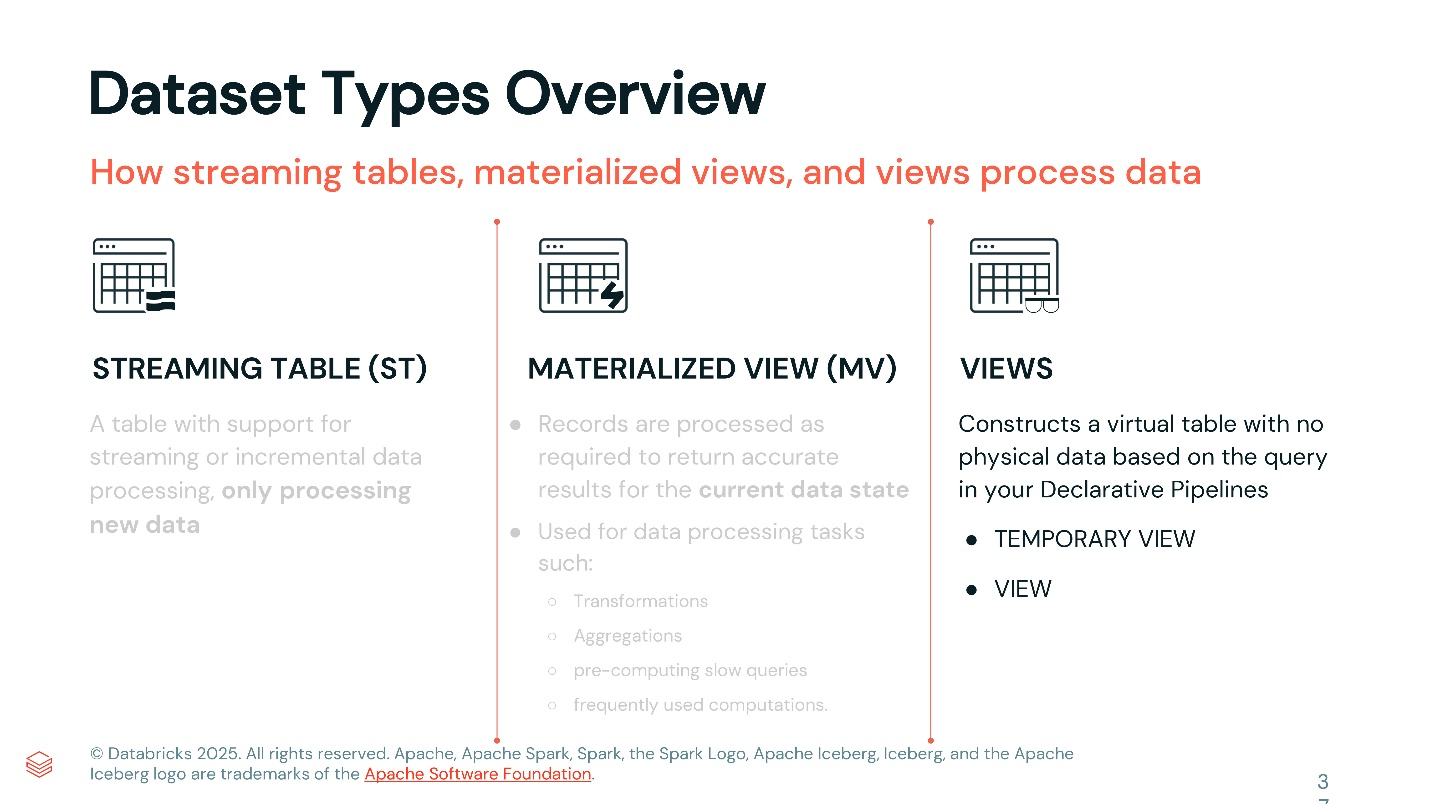 Dataset Types Overview
How streaming tables, materialized views, and views process data
STREAMING TABLE (ST)
A table with support for
streaming or incremental data
processing, only processing
new data
MATERIALIZED VIEW (MV)
● Records are processed as
required to return accurate
results for the current data state
● Used for data processing tasks
such:
○ Transformations
○ Aggregations
○ pre-computing slow queries
○ frequently used computations.
VIEWS
Constructs a virtual table with no
physical data based on the query
in your Declarative Pipelines
● TEMPORARY VIEW
● VIEW
© Databricks 2025. All rights reserved. Apache, Apache Spark, Spark, the Spark Logo, Apache Iceberg, Iceberg, and the Apache
Iceberg logo are trademarks of the Apache Software Foundation.
3